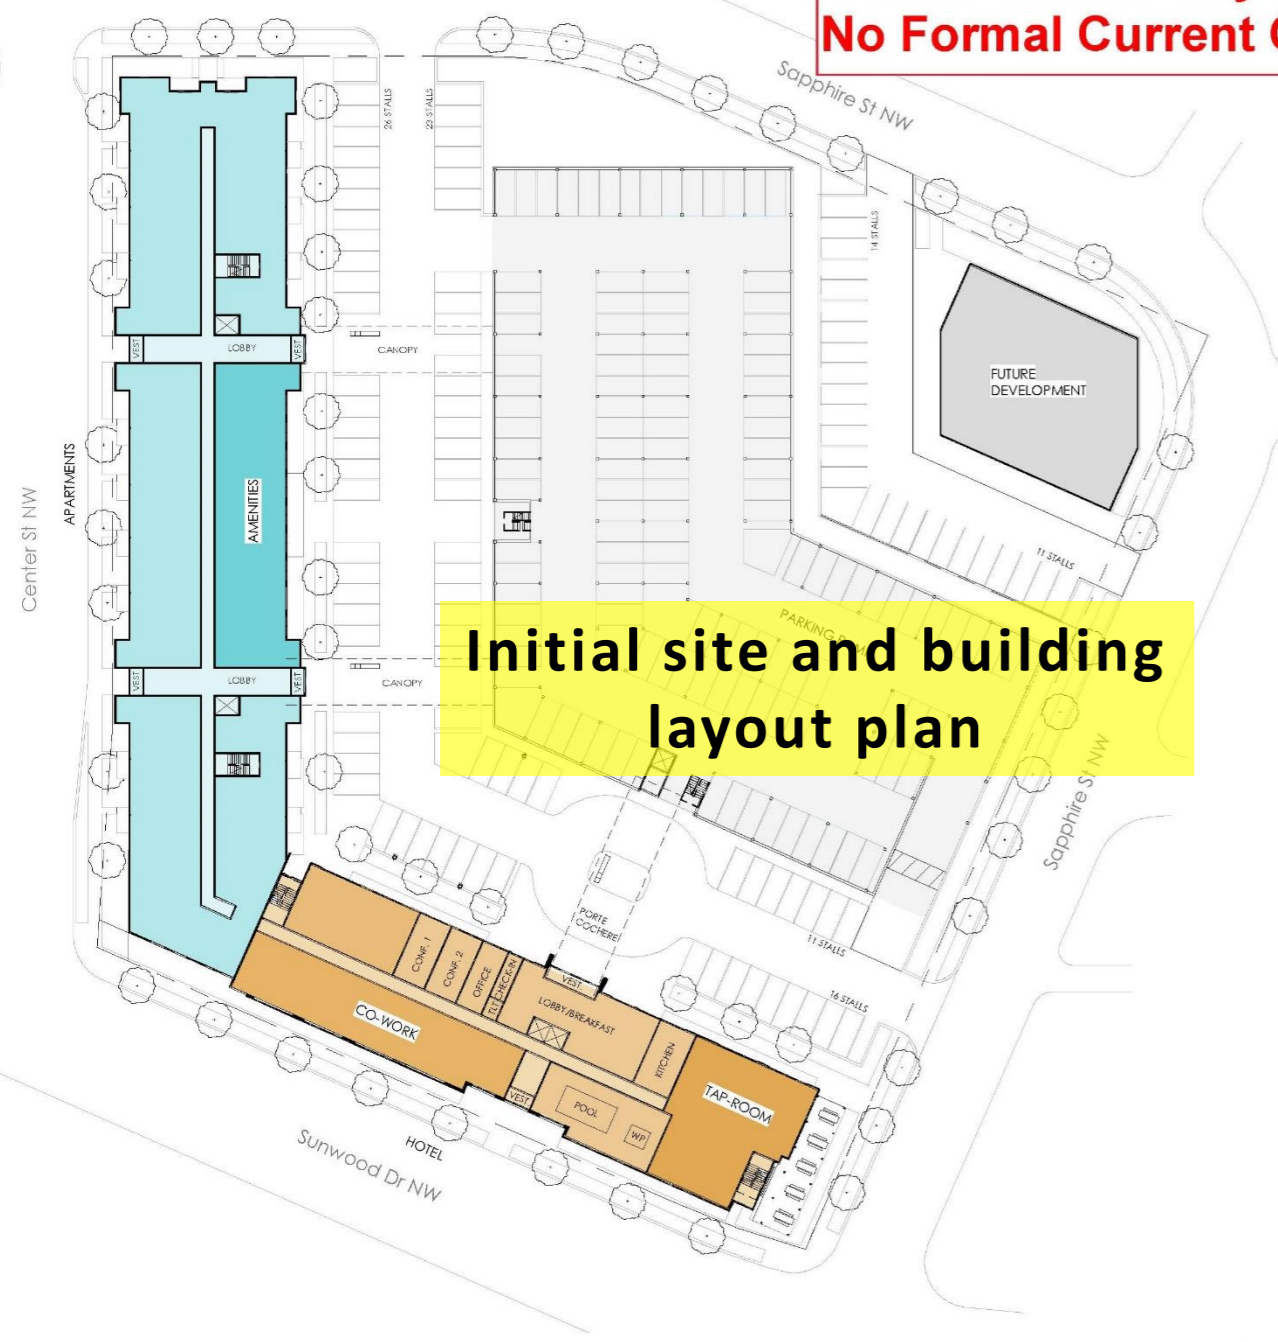 No Formal Current
Sapphire St NW
26 STALLS
23 STALLS
14 STALLS
VEST
LOBBY
VEST
CANOPY
FUTURE
DEVELOPMENT
APARTMENTS
Center St NW
AMENITIES
11 STALLS
PARKING
Initial site and building
layout plan
VEST
LOBBY
VEST
CANOPY
Sapphire St NW
PORTE
COCHERE
11 STALLS
16 STALLS
CONF. 1
CONF. 2
OFFICE
TLT
CHECK-IN
VEST
LOBBY/BREAKFAST
KITCHEN
CO-WORK
TAP-ROOM
VEST
POOL
WP
HOTEL
Sunwood Dr NW